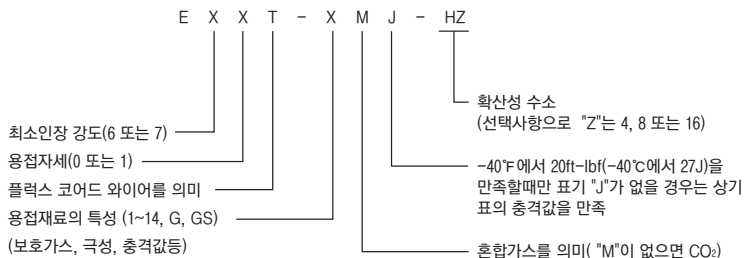 E X X T - X M J - HZ
최소인장 강도(6 또는 7)
용접자세(0 또는 1)
플럭스 코어드 와이어를 의미
용접재료의 특성 (1~14, G, GS)
(보호가스, 극성, 충격값등)
확산성 수소
(선택사항으로 "Z"는 4, 8 또는 16)
-40℉에서 20ft-lbf(-40℃에서 27J)을
만족할때만 표기 "J"가 없을 경우는 상기
표의 충격값을 만족
혼합가스를 의미( "M"이 없으면 CO₂)